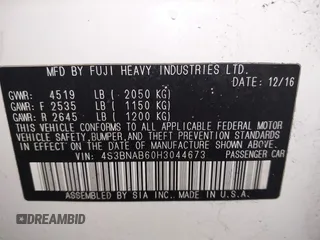 MFD BY FUJI HEAVY INDUSTRIES LTD.
DATE 12/16
GVWR: 4519 LB ( 2050 KG)
GAWR: F 2535 LB ( 1150 KG)
GAWR: R 2645 LB ( 1200 KG)
THIS VEHICLE CONFORMS TO ALL APPLICABLE FEDERAL MOTOR
VEHICLE SAFETY, BUMPER, AND THEFT PREVENTION STANDARDS
IN EFFECT ON THE DATE OF MANUFACTURE SHOWN ABOVE.
VIN: 4S3BNAB60H3044673 PASSENGER CAR
ASSEMBLED BY SIA MADE IN U.S.A.
DREAMBID